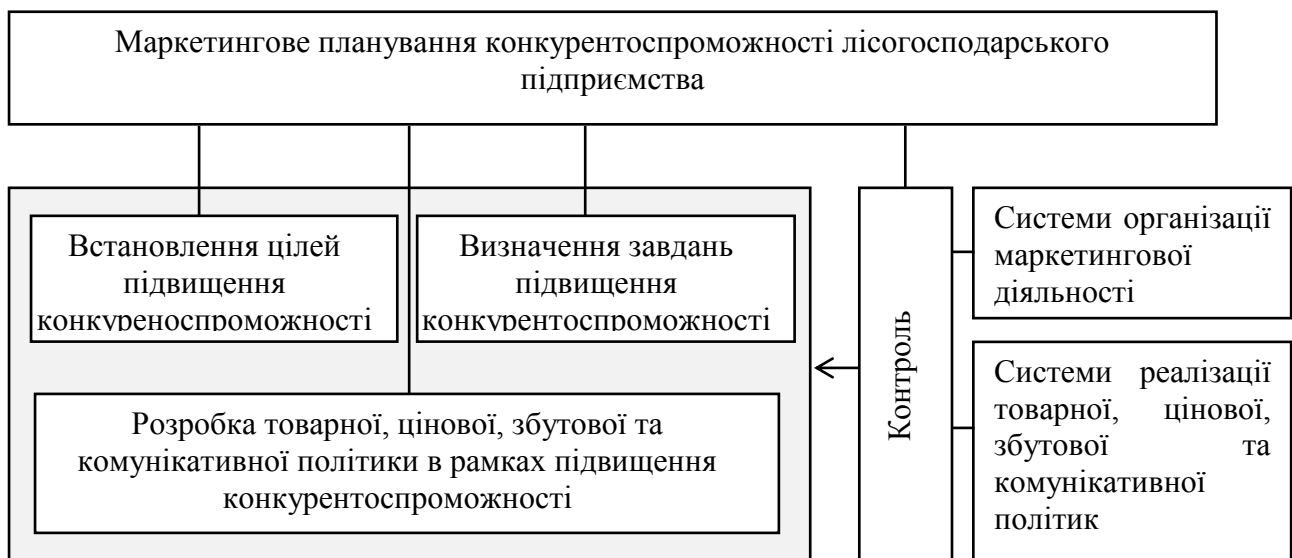 Маркетингове планування конкурентоспроможності лісогосподарського
підприємства
Встановлення цілей
підвищення
конкуреноспроможності
Визначення завдань
підвищення
конкурентоспроможності
Розробка товарної, цінової, збутової та
комунікативної політики в рамках підвищення
конкурентоспроможності
Контроль
Системи організації
маркетингової
діяльності
Системи реалізації
товарної, цінової,
збутової та
комунікативної
політик